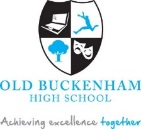 OLD BUCKENHAM
HIGH SCHOOL
Achieving excellence together